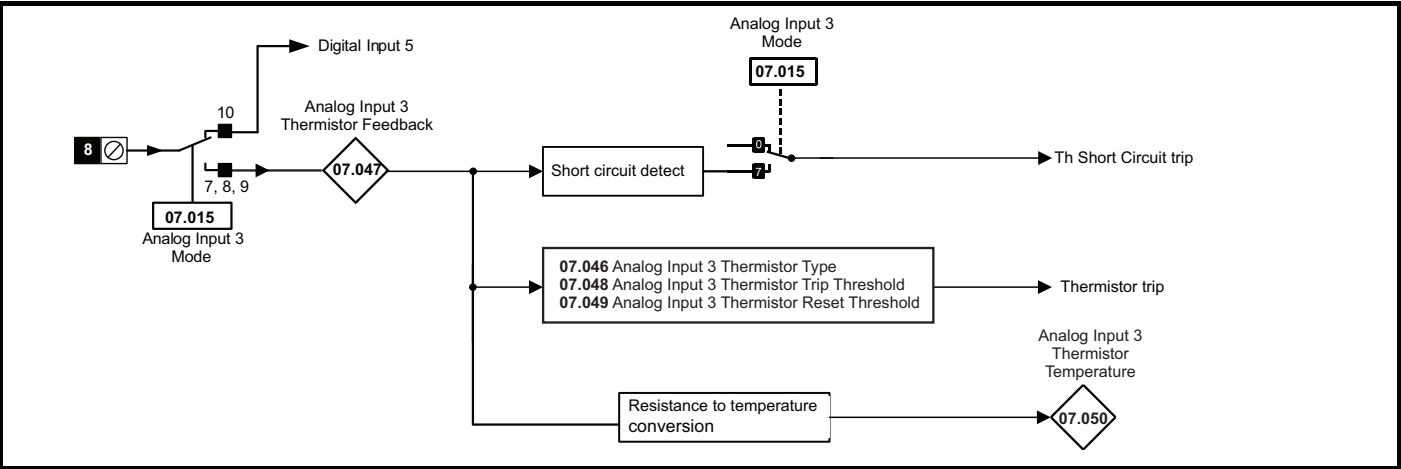 Digital Input 5
Analog Input 3
Mode
07.015
10
Analog Input 3
Thermistor Feedback
8
07.047
7, 8, 9
07.015
Analog Input 3
Mode
Short circuit detect
0
7
Th Short Circuit trip
07.046 Analog Input 3 Thermistor Type
07.048 Analog Input 3 Thermistor Trip Threshold
07.049 Analog Input 3 Thermistor Reset Threshold
Thermistor trip
Analog Input 3
Thermistor
Temperature
Resistance to temperature
conversion
07.050